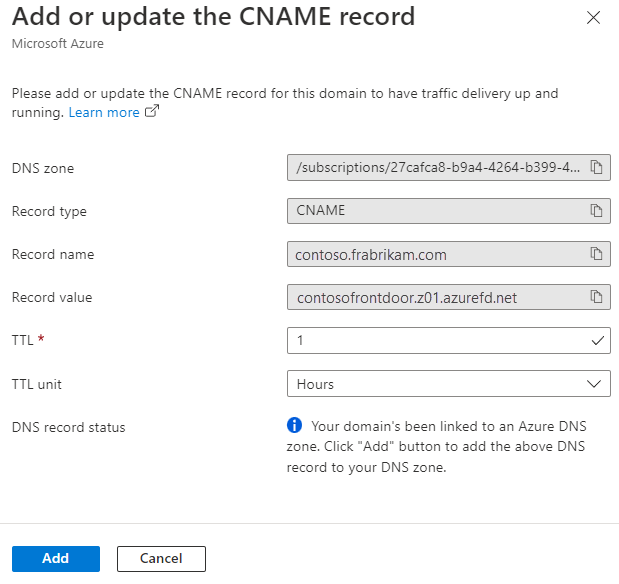 Add or update the CNAME record
Microsoft Azure
Please add or update the CNAME record for this domain to have traffic delivery up and
running. Learn more
DNS zone
/subscriptions/27cafca8-b9a4-4264-b399-4...
Record type
CNAME
Record name
contoso.frabrikam.com
Record value
contosofrontdoor.z01.azurefd.net
TTL *
1
TTL unit
Hours
DNS record status
Your domain's been linked to an Azure DNS
zone. Click "Add" button to add the above DNS
record to your DNS zone.
Add
Cancel